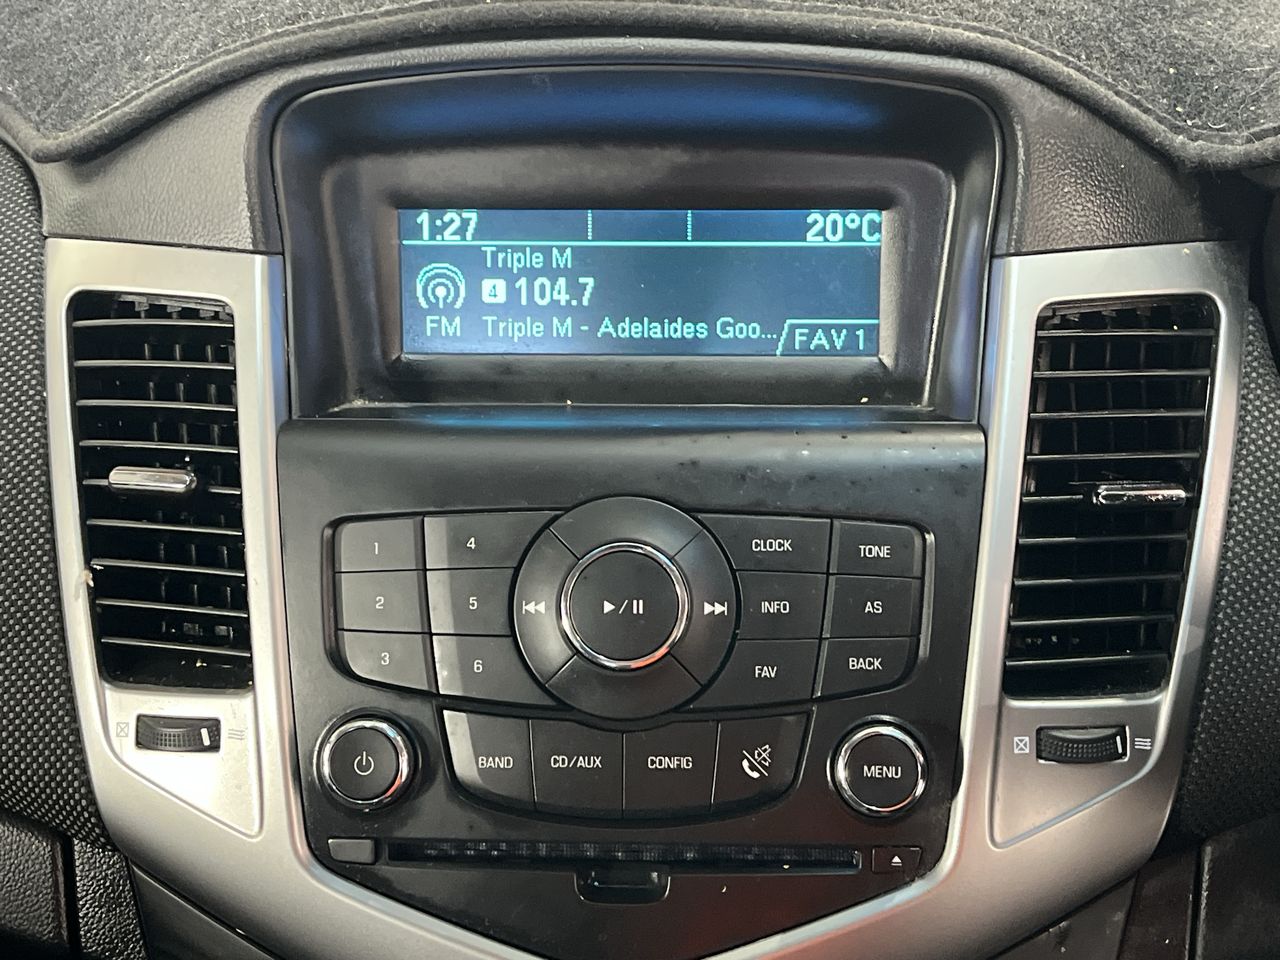 1:27 20°C
Triple M
4 104.7
FM Triple M - Adelaides Goo... FAV 1
1 4 CLOCK TONE
2 5 INFO AS
3 6 FAV BACK
BAND CD/AUX CONFIG MENU